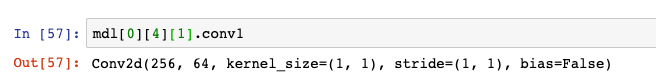 In [57]: mdl[0][4][1].conv1
Out[57]: Conv2d(256, 64, kernel_size=(1, 1), stride=(1, 1), bias=False)